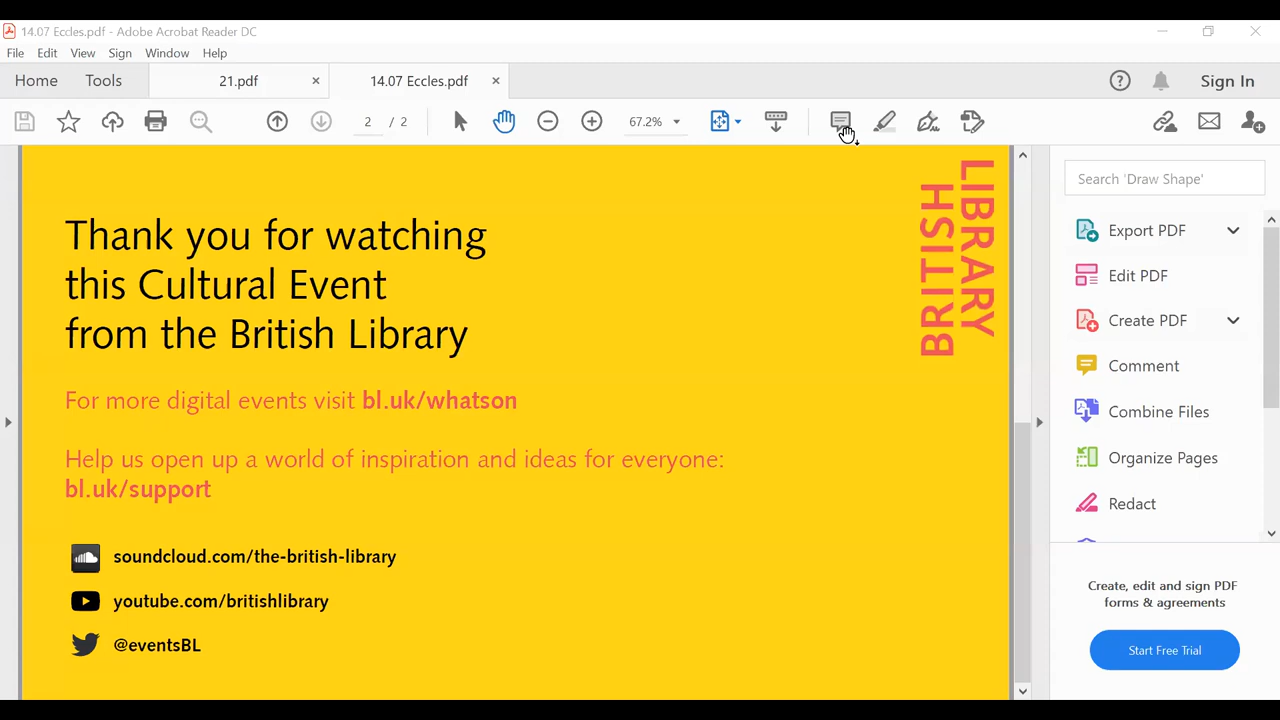 14.07 Eccles.pdf - Adobe Acrobat Reader DC
File Edit View Sign Window Help
Home Tools 21.pdf 14.07 Eccles.pdf Sign In
2 / 2 67.2%
BRITISH
LIBRARY
Thank you for watching
this Cultural Event
from the British Library
For more digital events visit bl.uk/whatson
Help us open up a world of inspiration and ideas for everyone:
bl.uk/support
soundcloud.com/the-british-library
youtube.com/britishlibrary
@eventsBL
Search 'Draw Shape'
Export PDF
Edit PDF
Create PDF
Comment
Combine Files
Organize Pages
Redact
Create, edit and sign PDF
forms & agreements
Start Free Trial